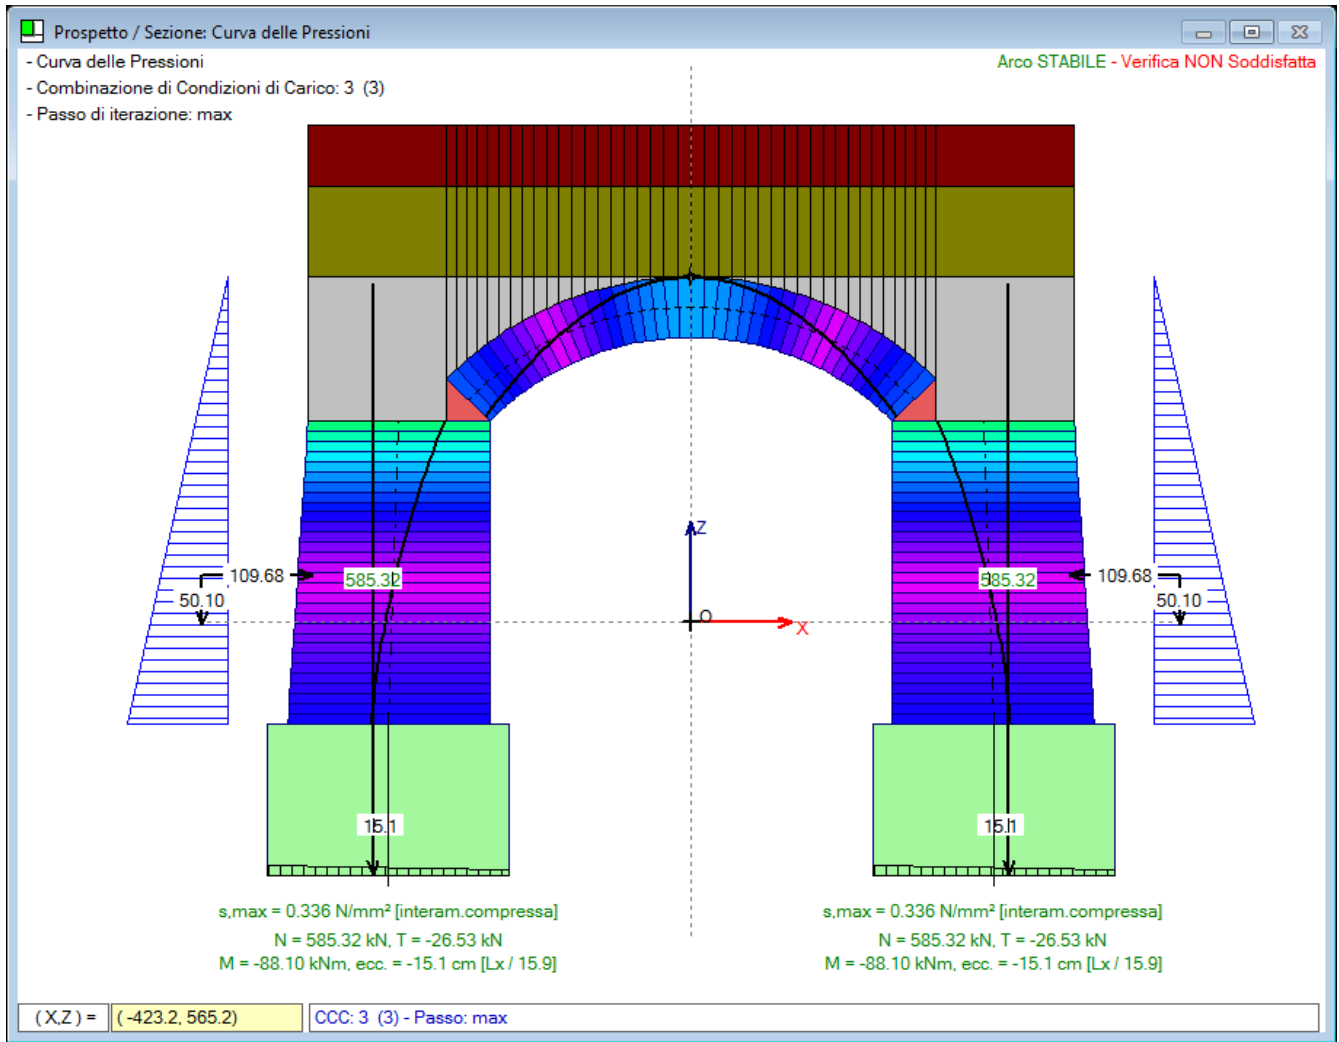 Prospetto / Sezione: Curva delle Pressioni
- Curva delle Pressioni
Arco STABILE - Verifica NON Soddisfatta
- Combinazione di Condizioni di Carico: 3 (3)
- Passo di iterazione: max
Z
109.68
585.32
585.32
109.68
50.10
50.10
O
X
15.1
15.1
s,max = 0.336 N/mm² [interam.compressa]
N = 585.32 kN, T = -26.53 kN
M = -88.10 kNm, ecc. = -15.1 cm [Lx / 15.9]
s,max = 0.336 N/mm² [interam.compressa]
N = 585.32 kN, T = -26.53 kN
M = -88.10 kNm, ecc. = -15.1 cm [Lx / 15.9]
( X,Z ) =
( -423.2, 565.2)
CCC: 3 (3) - Passo: max